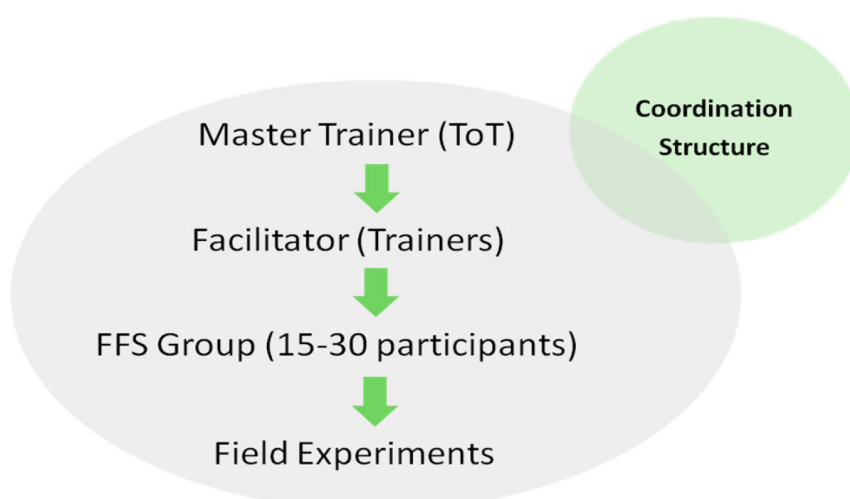 Coordination
Structure
Master Trainer (ToT)
Facilitator (Trainers)
FFS Group (15-30 participants)
Field Experiments